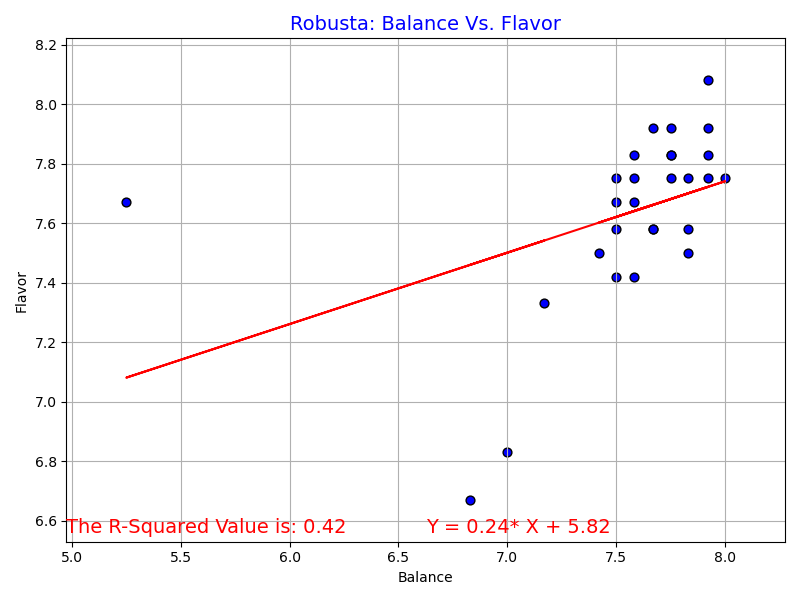 Robusta: Balance Vs. Flavor
8.2
8.0
7.8
7.6
7.4
7.2
7.0
6.8
6.6
Flavor
The R-Squared Value is: 0.42 Y = 0.24* X + 5.82
5.0 5.5 6.0 6.5 7.0 7.5 8.0
Balance